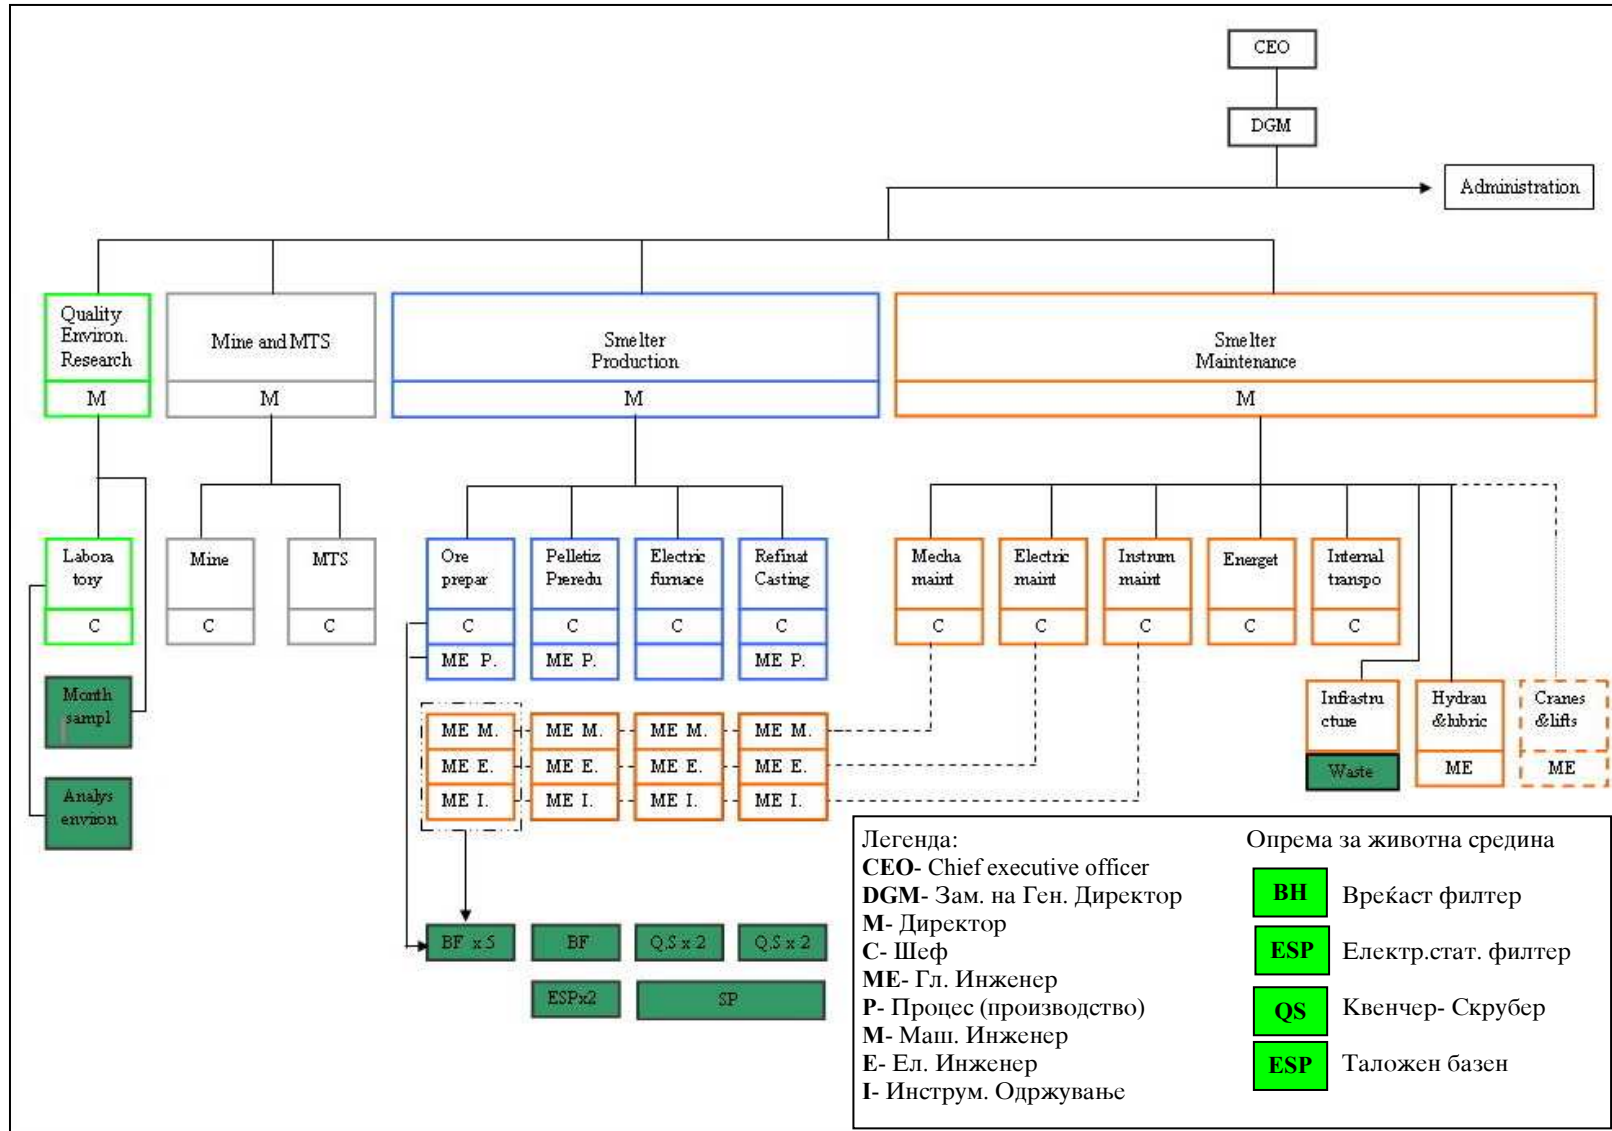 CEO
DGM
Administration
Quality
Environ.
Research
M
Mine and MTS
M
Smelter
Production
M
Smelter
Maintenance
M
Labora
tory
C
Mine
C
MTS
C
Ore
prepar
C
ME P.
Pelletiz
Preredu
C
ME P.
Electric
furnace
C
Refinat
Casting
C
ME P.
Mecha
maint
C
Electric
maint
C
Instrum
maint
C
Energet
C
Internal
transpo
C
Month
sampl
Analys
environ
ME M.
ME E.
ME I.
ME M.
ME E.
ME I.
ME M.
ME E.
ME I.
ME M.
ME E.
ME I.
Infrastru
cture
Waste
Hydrau
&lubric
ME
Cranes
&lifts
ME
BF x 5
BF
Q.S x 2
Q.S x 2
ESPx2
SP
Легенда:
CEO- Chief executive officer
DGM- Зам. на Ген. Директор
M- Директор
C- Шеф
ME- Гл. Инженер
P- Процес (производство)
M- Маш. Инженер
E- Ел. Инженер
I- Инструм. Одржување
Опрема за животна средина
BH Вреќаст филтер
ESP Електр.стат. филтер
QS Квенчер- Скрубер
ESP Таложен базен